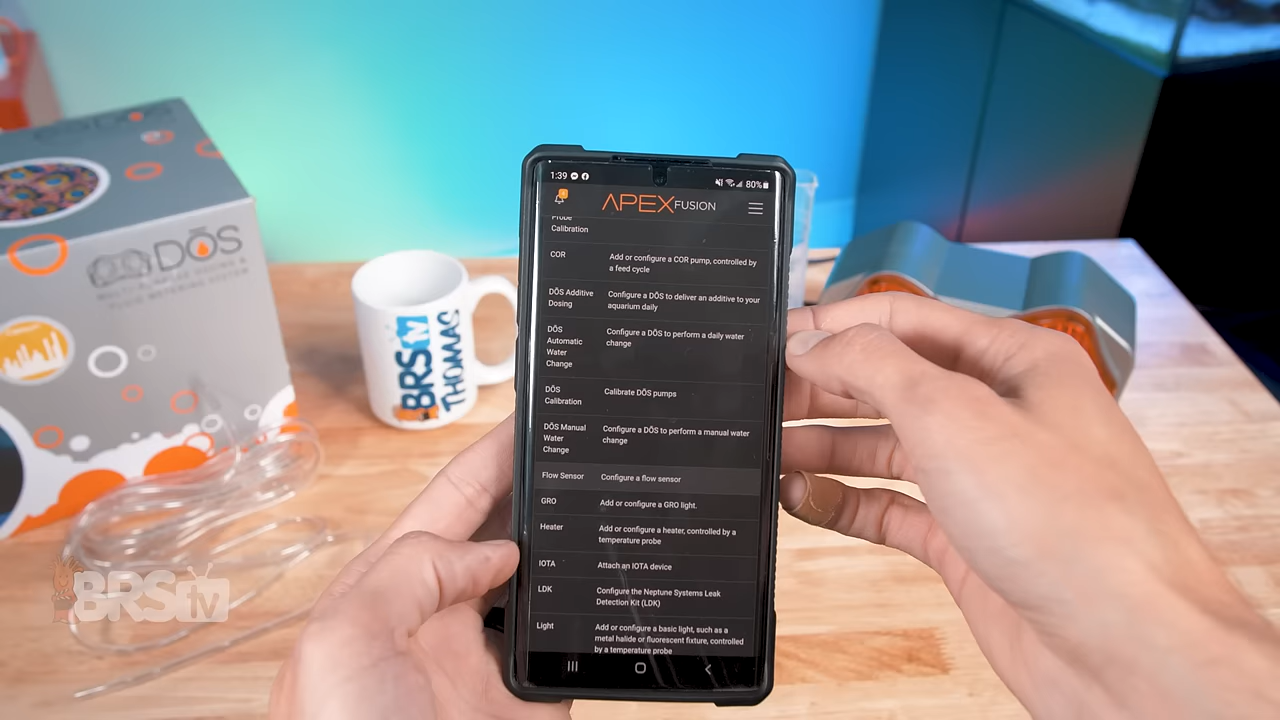 1:39
80%
APEX FUSION
Probe
Calibration
COR
Add or configure a COR pump, controlled by
a feed cycle
DŌS Additive
Dosing
Configure a DŌS to deliver an additive to your
aquarium daily
DŌS
Automatic
Water
Change
Configure a DŌS to perform a daily water
change
DŌS
Calibration
Calibrate DŌS pumps
DŌS Manual
Water
Change
Configure a DŌS to perform a manual water
change
Flow Sensor
Configure a flow sensor
GRO
Add or configure a GRO light.
Heater
Add or configure a heater, controlled by a
temperature probe
IOTA
Attach an IOTA device
LDK
Configure the Neptune Systems Leak
Detection Kit (LDK)
Light
Add or configure a basic light, such as a
metal halide or fluorescent fixture, controlled
by a temperature probe
DŌS
BRStv
THOMAS
BRStv